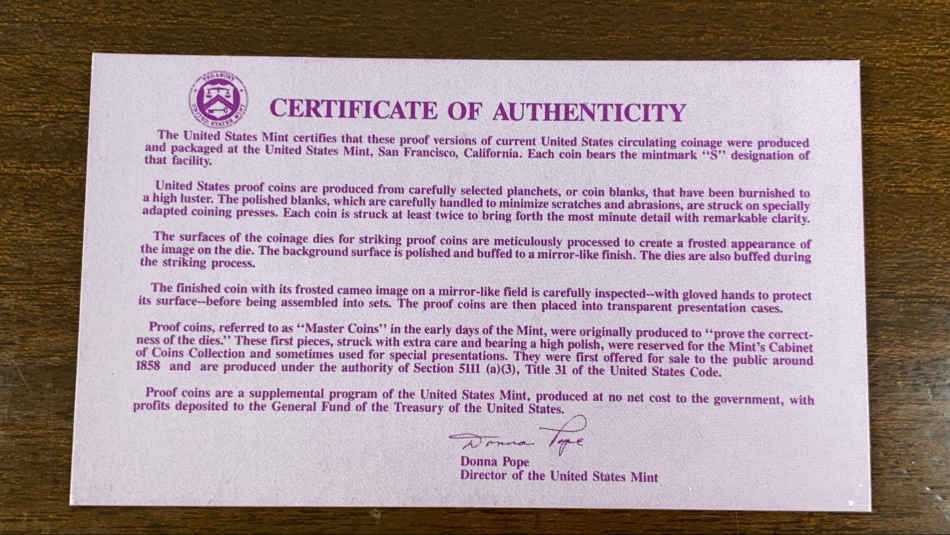 TREASURY
UNITED STATES MINT
CERTIFICATE OF AUTHENTICITY
The United States Mint certifies that these proof versions of current United States circulating coinage were produced
and packaged at the United States Mint, San Francisco, California. Each coin bears the mintmark "S" designation of
that facility.
United States proof coins are produced from carefully selected planchets, or coin blanks, that have been burnished to
a high luster. The polished blanks, which are carefully handled to minimize scratches and abrasions, are struck on specially
adapted coining presses. Each coin is struck at least twice to bring forth the most minute detail with remarkable clarity.
The surfaces of the coinage dies for striking proof coins are meticulously processed to create a frosted appearance of
the image on the die. The background surface is polished and buffed to a mirror-like finish. The dies are also buffed during
the striking process.
The finished coin with its frosted cameo image on a mirror-like field is carefully inspected--with gloved hands to protect
its surface--before being assembled into sets. The proof coins are then placed into transparent presentation cases.
Proof coins, referred to as "Master Coins" in the early days of the Mint, were originally produced to "prove the correct-
ness of the dies." These first pieces, struck with extra care and bearing a high polish, were reserved for the Mint's Cabinet
of Coins Collection and sometimes used for special presentations. They were first offered for sale to the public around
1858 and are produced under the authority of Section 5111 (a)(3), Title 31 of the United States Code.
Proof coins are a supplemental program of the United States Mint, produced at no net cost to the government, with
profits deposited to the General Fund of the Treasury of the United States.
Donna Pope
Donna Pope
Director of the United States Mint